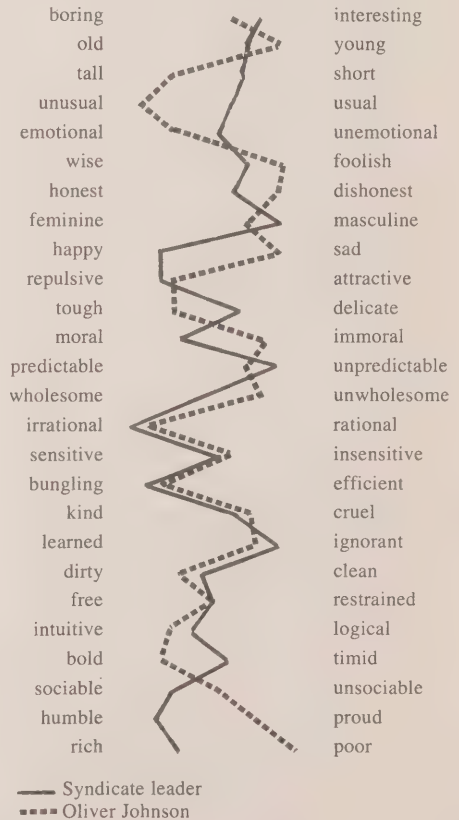 boring interesting
old young
tall short
unusual usual
emotional unemotional
wise foolish
honest dishonest
feminine masculine
happy sad
repulsive attractive
tough delicate
moral immoral
predictable unpredictable
wholesome unwholesome
irrational rational
sensitive insensitive
bungling efficient
kind cruel
learned ignorant
dirty clean
free restrained
intuitive logical
bold timid
sociable unsociable
humble proud
rich poor
Syndicate leader
Oliver Johnson